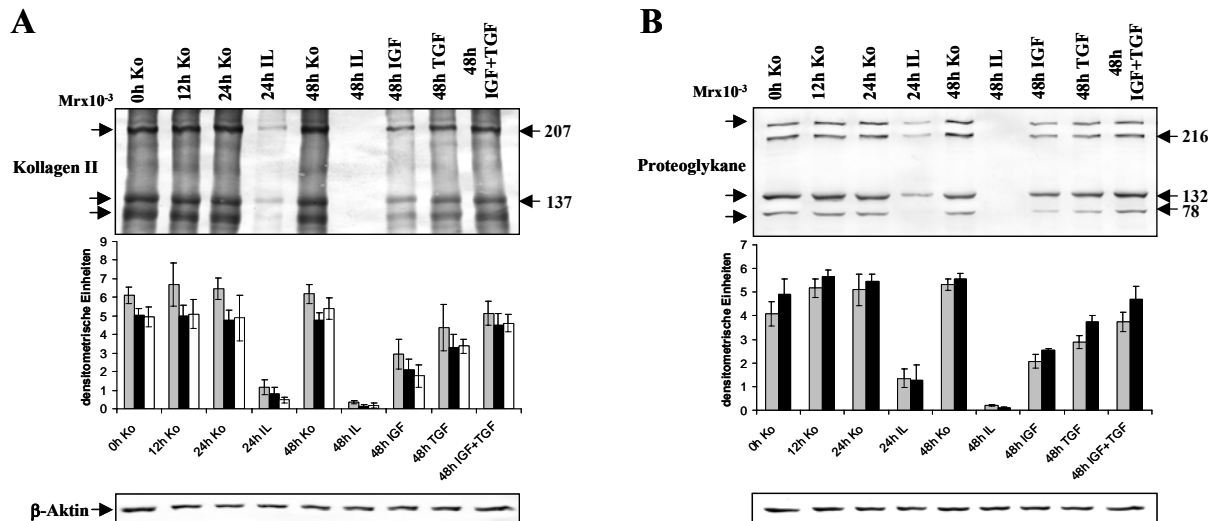 A
0h Ko
12h Ko
24h Ko
24h IL
48h Ko
48h IL
48h IGF
48h TGF
48h
IGF+TGF
Mrx10-3
207
Kollagen II
137
densitometrische Einheiten
9
8
7
6
5
4
3
2
1
0
0h Ko
12h Ko
24h Ko
24h IL
48h Ko
48h IL
48h IGF
48h TGF
48h IGF+TGF
β-Aktin
B
0h Ko
12h Ko
24h Ko
24h IL
48h Ko
48h IL
48h IGF
48h TGF
48h
IGF+TGF
Mrx10-3
216
Proteoglykane
132
78
densitometrische Einheiten
7
6
5
4
3
2
1
0
0h Ko
12h Ko
24h Ko
24h IL
48h Ko
48h IL
48h IGF
48h TGF
48h IGF+TGF